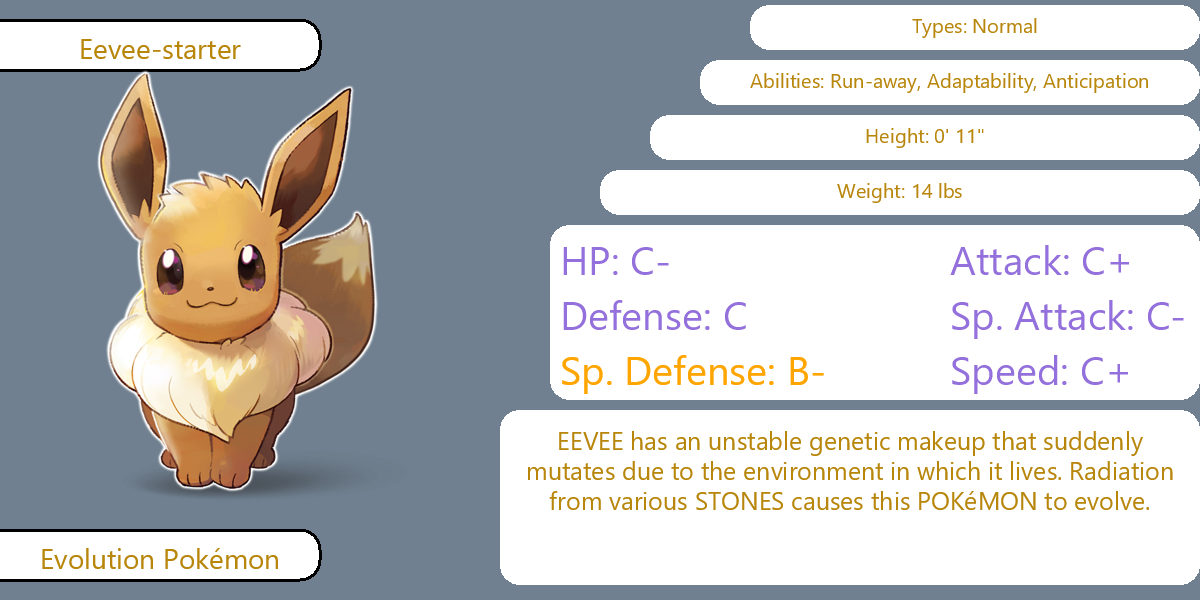 Eevee-starter
Types: Normal
Abilities: Run-away, Adaptability, Anticipation
Height: 0' 11"
Weight: 14 lbs
HP: C-
Attack: C+
Defense: C
Sp. Attack: C-
Sp. Defense: B-
Speed: C+
EEVEE has an unstable genetic makeup that suddenly
mutates due to the environment in which it lives. Radiation
from various STONES causes this POKéMON to evolve.
Evolution Pokémon